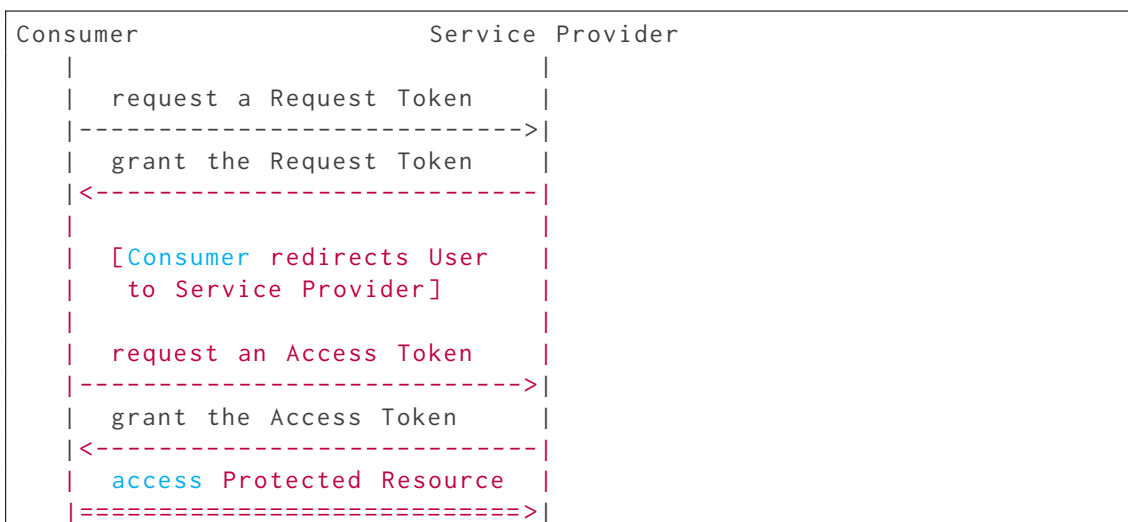 Consumer                  Service Provider
   |                             |
   |  request a Request Token    |
   |---------------------------->|
   |  grant the Request Token    |
   |<----------------------------|
   |                             |
   |  [Consumer redirects User   |
   |   to Service Provider]      |
   |                             |
   |  request an Access Token    |
   |---------------------------->|
   |  grant the Access Token     |
   |<----------------------------|
   |  access Protected Resource  |
   |============================>|